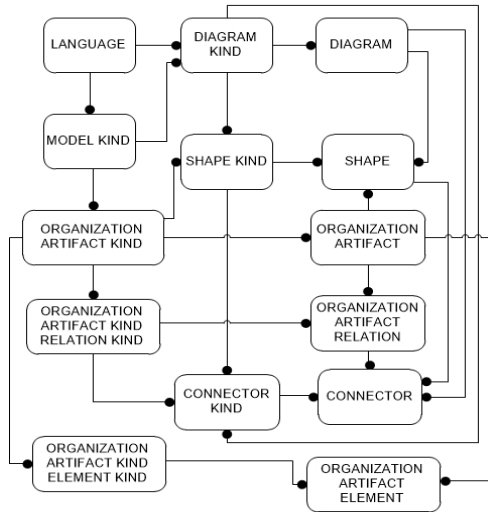 LANGUAGE
DIAGRAM
KIND
DIAGRAM
MODEL KIND
SHAPE KIND
SHAPE
ORGANIZATION
ARTIFACT KIND
ORGANIZATION
ARTIFACT
ORGANIZATION
ARTIFACT KIND
RELATION KIND
ORGANIZATION
ARTIFACT
RELATION
CONNECTOR
KIND
CONNECTOR
ORGANIZATION
ARTIFACT KIND
ELEMENT KIND
ORGANIZATION
ARTIFACT
ELEMENT